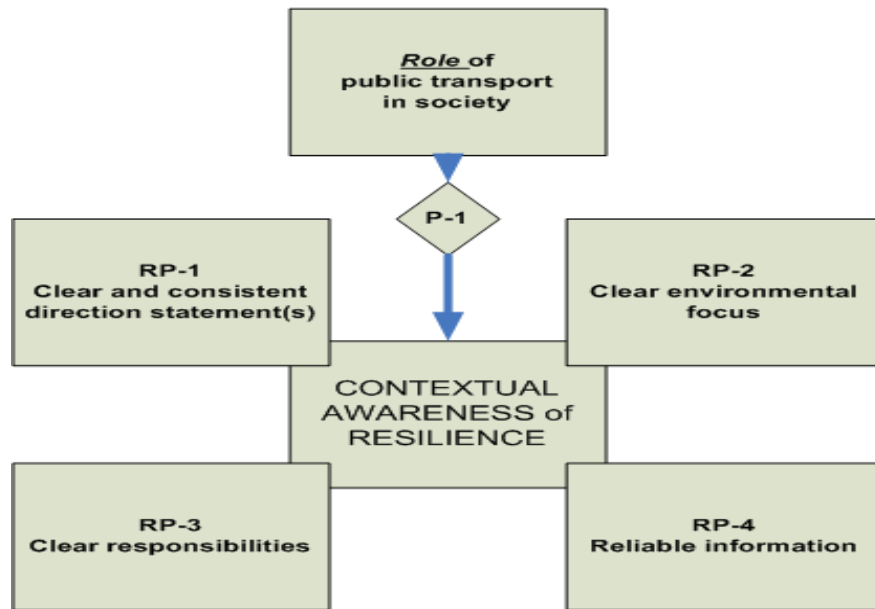 Role of
public transport
in society
P-1
RP-1
Clear and consistent
direction statement(s)
RP-2
Clear environmental
focus
CONTEXTUAL
AWARENESS of
RESILIENCE
RP-3
Clear responsibilities
RP-4
Reliable information